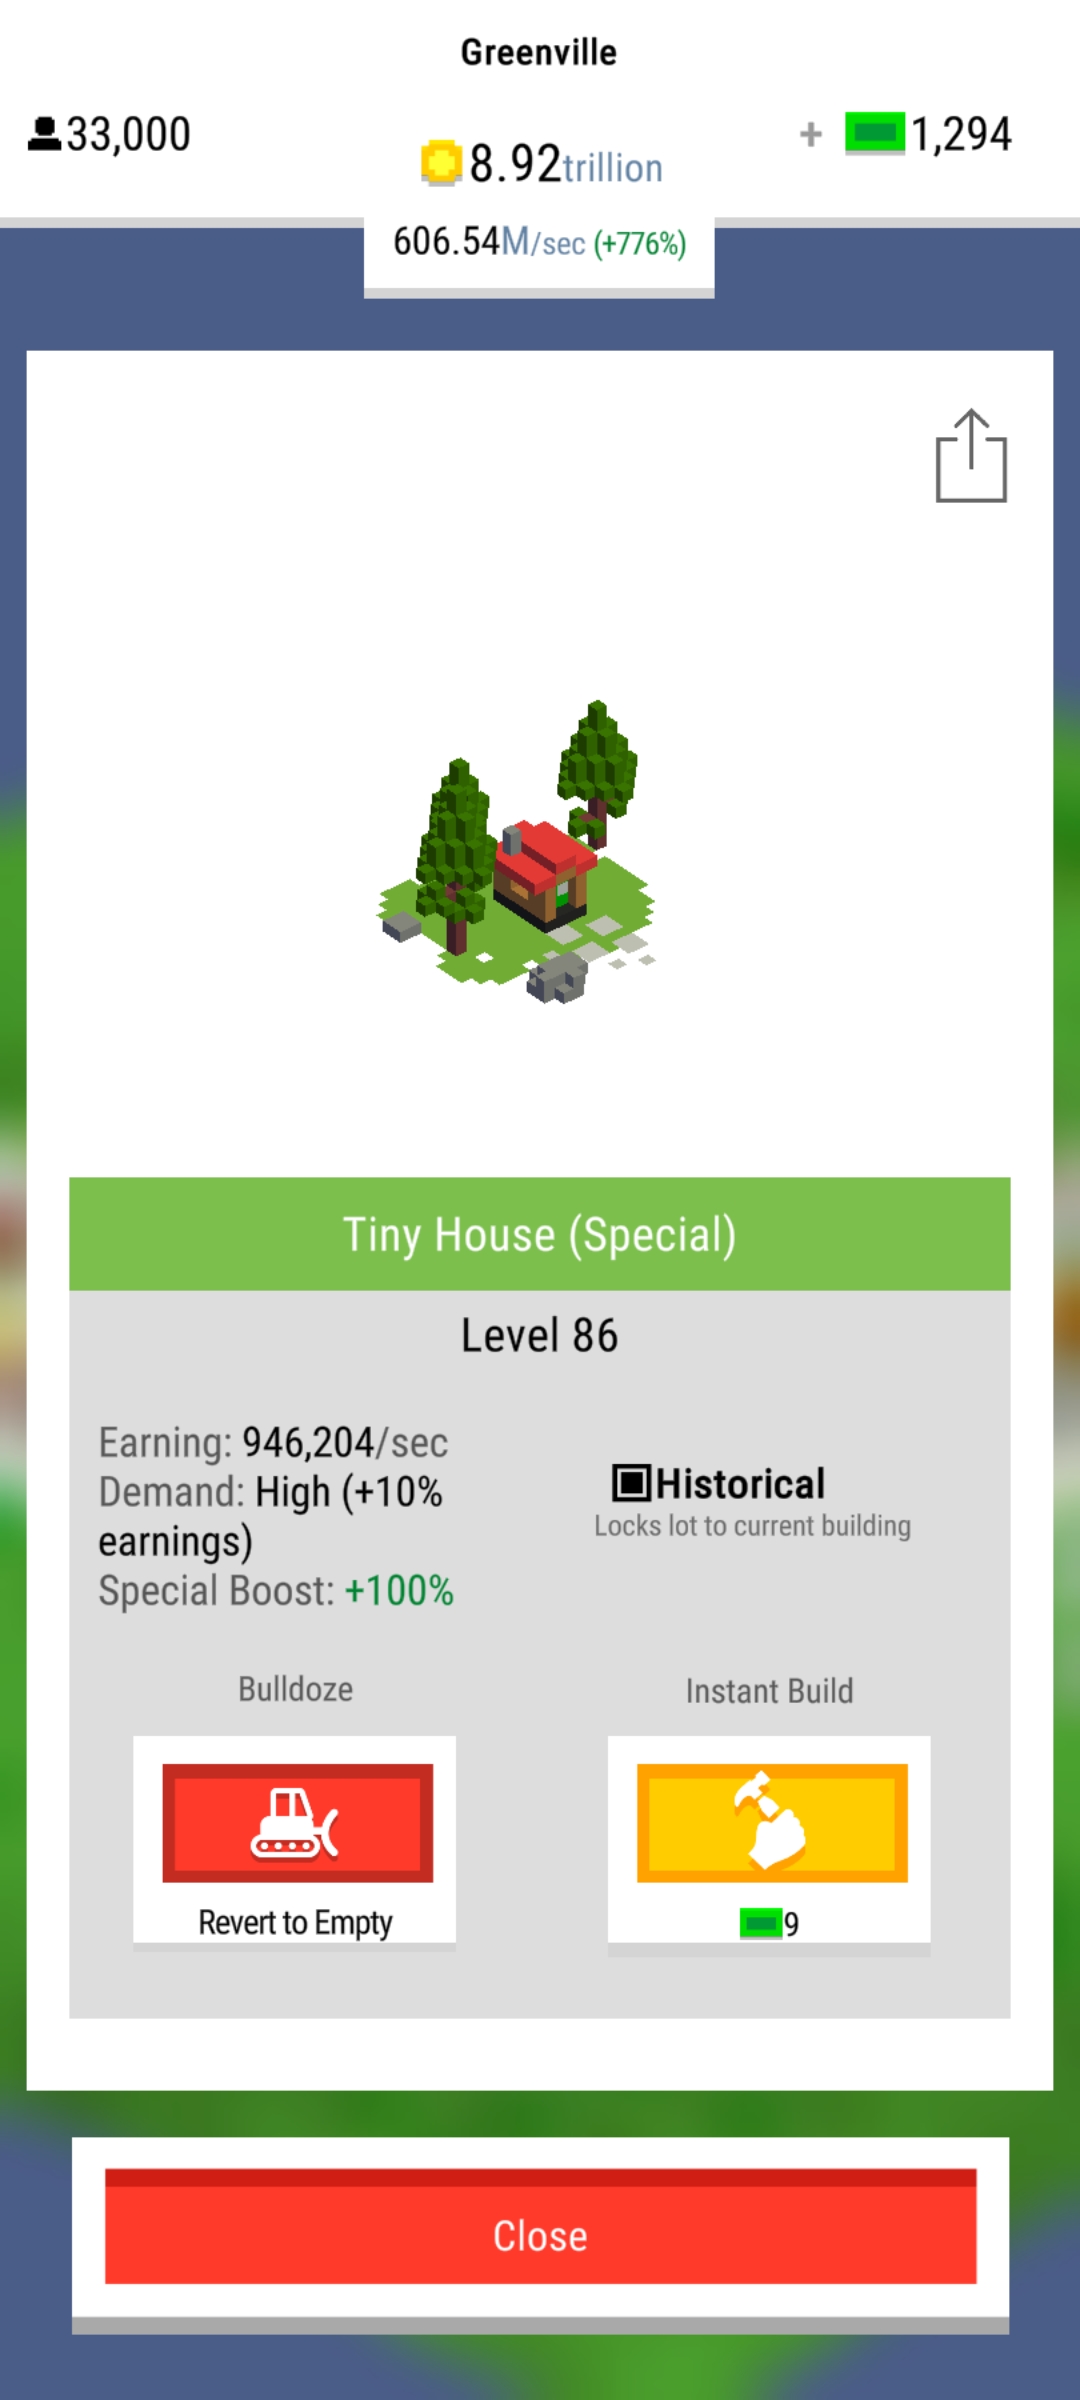 Greenville
33,000
8.92trillion
+ 1,294
606.54M/sec (+776%)
Tiny House (Special)
Level 86
Earning: 946,204/sec
Demand: High (+10%
earnings)
Special Boost: +100%
Historical
Locks lot to current building
Bulldoze
Revert to Empty
Instant Build
9
Close